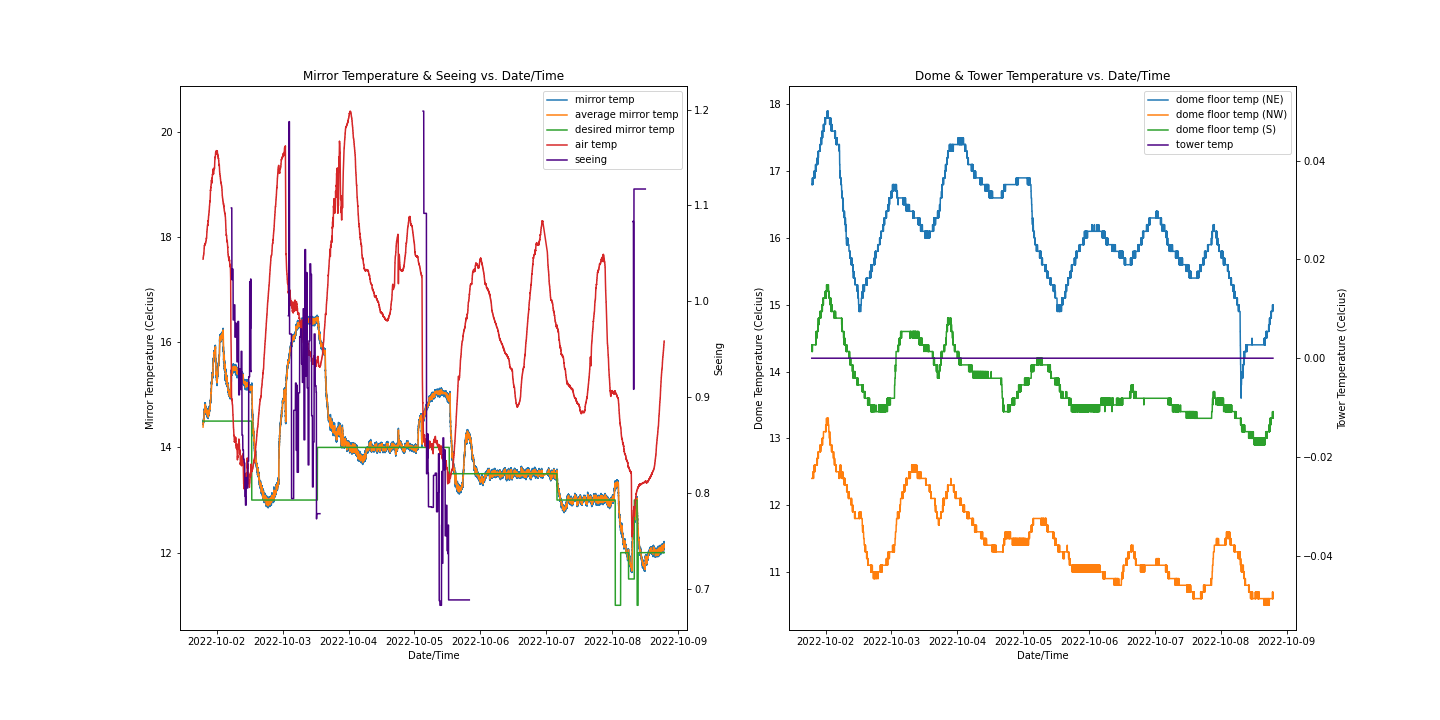 Mirror Temperature & Seeing vs. Date/Time
mirror temp
average mirror temp
desired mirror temp
air temp
seeing
Mirror Temperature (Celcius)
20
18
16
14
12
1.2
1.1
1.0
0.9
0.8
0.7
Seeing
2022-10-02 2022-10-03 2022-10-04 2022-10-05 2022-10-06 2022-10-07 2022-10-08 2022-10-09
Date/Time
Dome & Tower Temperature vs. Date/Time
dome floor temp (NE)
dome floor temp (NW)
dome floor temp (S)
tower temp
Dome Temperature (Celcius)
18
17
16
15
14
13
12
11
0.04
0.02
0.00
−0.02
−0.04
Tower Temperature (Celcius)
2022-10-02 2022-10-03 2022-10-04 2022-10-05 2022-10-06 2022-10-07 2022-10-08 2022-10-09
Date/Time